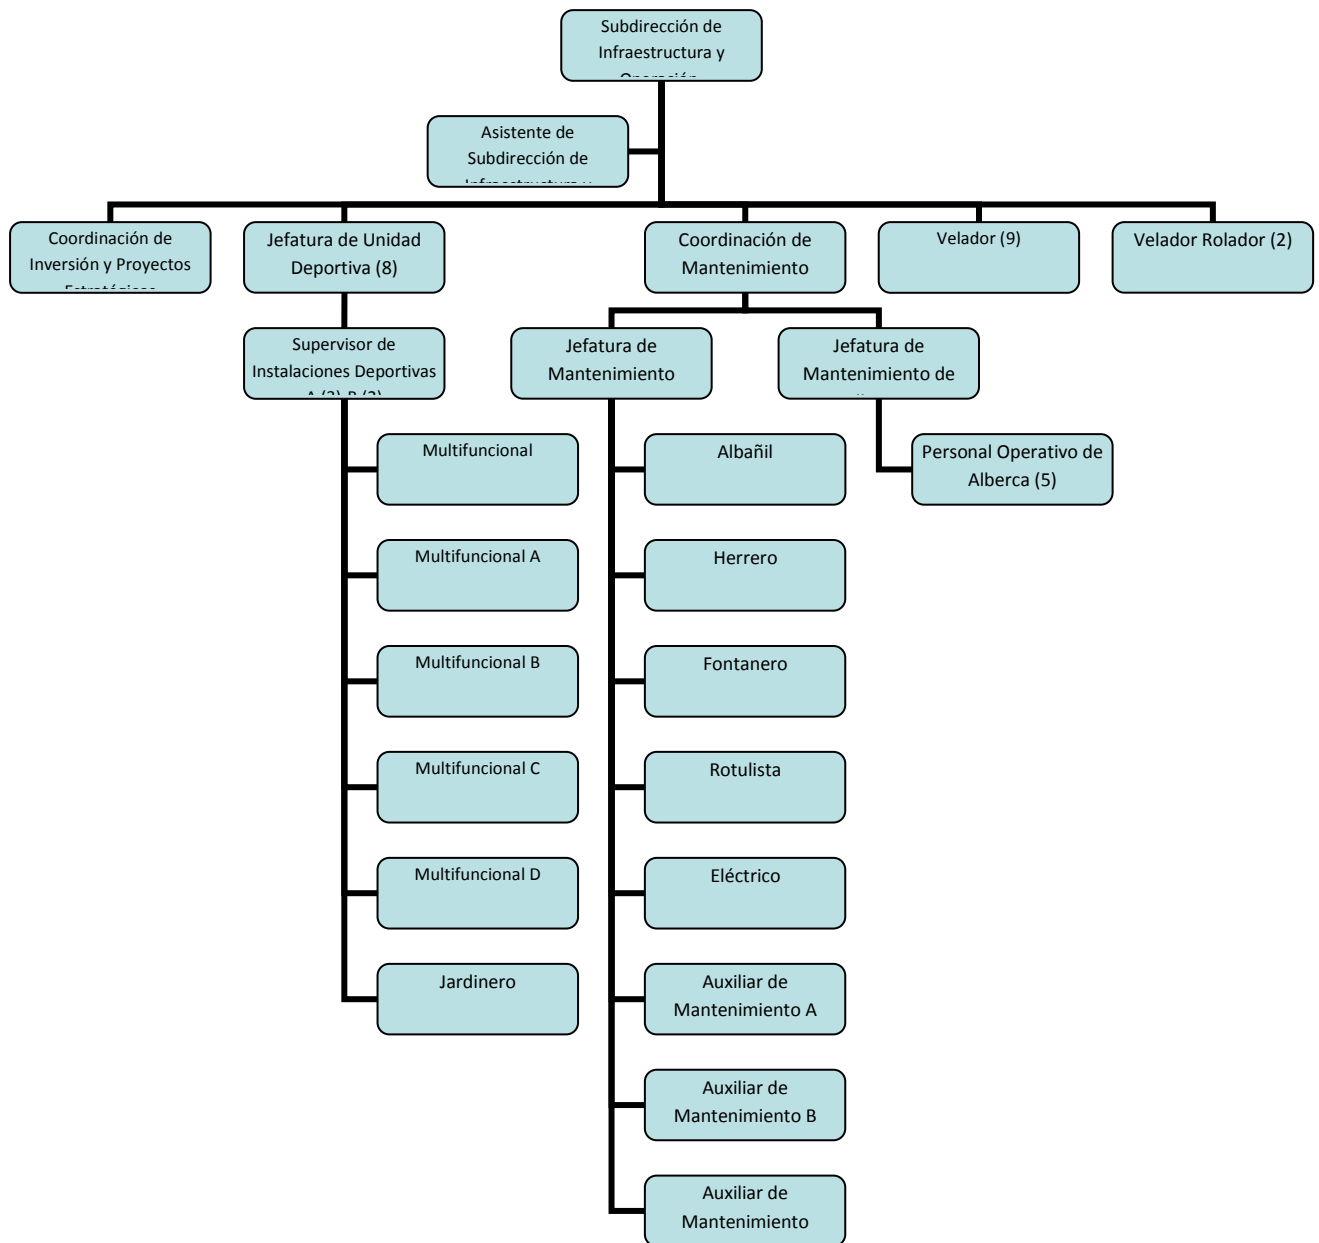 Subdirección de
Infraestructura y
Asistente de
Subdirección de
Coordinación de
Inversión y Proyectos
Jefatura de Unidad
Deportiva (8)
Coordinación de
Mantenimiento
Velador (9)
Velador Rolador (2)
Supervisor de
Instalaciones Deportivas
Jefatura de
Mantenimiento
Jefatura de
Mantenimiento de
Multifuncional
Albañil
Personal Operativo de
Alberca (5)
Multifuncional A
Herrero
Multifuncional B
Fontanero
Multifuncional C
Rotulista
Multifuncional D
Eléctrico
Jardinero
Auxiliar de
Mantenimiento A
Auxiliar de
Mantenimiento B
Auxiliar de
Mantenimiento